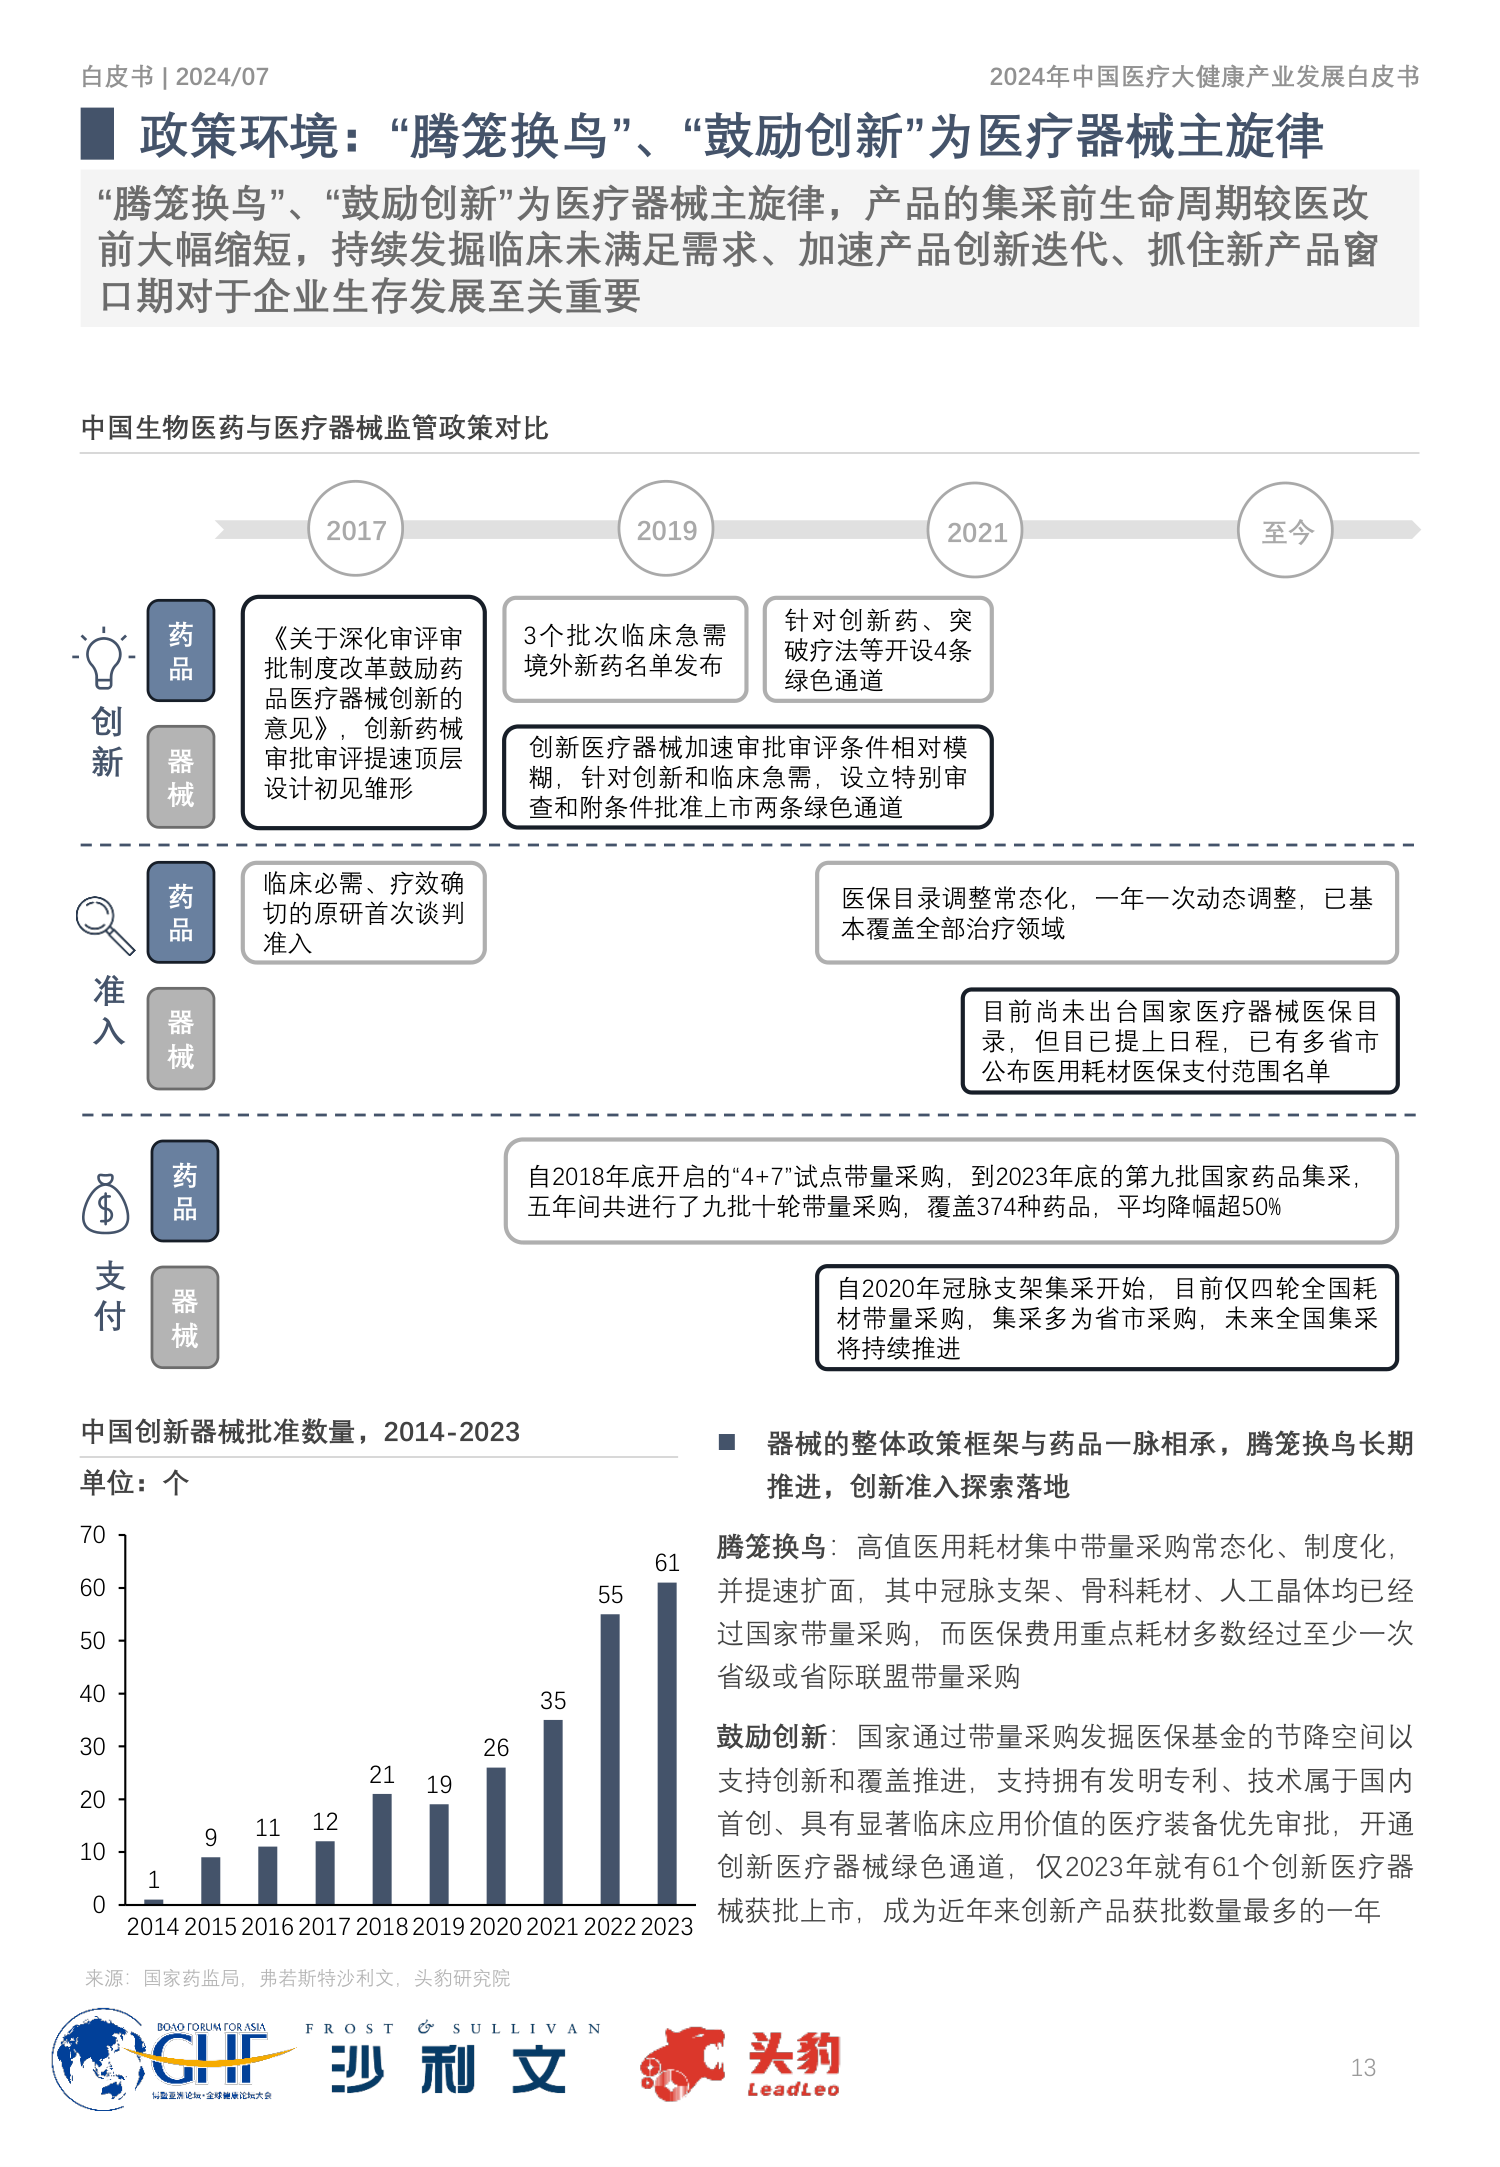 白皮书 | 2024/07
2024年中国医疗大健康产业发展白皮书
政策环境：“腾笼换鸟”、“鼓励创新”为医疗器械主旋律
“腾笼换鸟”、“鼓励创新”为医疗器械主旋律，产品的集采前生命周期较医改
前大幅缩短，持续发掘临床未满足需求、加速产品创新迭代、抓住新产品窗
口期对于企业生存发展至关重要
中国生物医药与医疗器械监管政策对比
2017
2019
2021
至今
创
新
药
品
器
械
《关于深化审评审
批制度改革鼓励药
品医疗器械创新的
意见》，创新药械
审批审评提速顶层
设计初见雏形
3个批次临床急需
境外新药名单发布
针对创新药、突
破疗法等开设4条
绿色通道
创新医疗器械加速审批审评条件相对模
糊，针对创新和临床急需，设立特别审
查和附条件批准上市两条绿色通道
准
入
药
品
器
械
临床必需、疗效确
切的原研首次谈判
准入
医保目录调整常态化，一年一次动态调整，已基
本覆盖全部治疗领域
目前尚未出台国家医疗器械医保目
录，但目已提上日程，已有多省市
公布医用耗材医保支付范围名单
支
付
药
品
器
械
自2018年底开启的“4+7”试点带量采购，到2023年底的第九批国家药品集采，
五年间共进行了九批十轮带量采购，覆盖374种药品，平均降幅超50%
自2020年冠脉支架集采开始，目前仅四轮全国耗
材带量采购，集采多为省市采购，未来全国集采
将持续推进
中国创新器械批准数量，2014-2023
单位：个
70
60
50
40
30
20
10
0
1
9
11
12
21
19
26
35
55
61
2014 2015 2016 2017 2018 2019 2020 2021 2022 2023
器械的整体政策框架与药品一脉相承，腾笼换鸟长期
推进，创新准入探索落地
腾笼换鸟：高值医用耗材集中带量采购常态化、制度化，
并提速扩面，其中冠脉支架、骨科耗材、人工晶体均已经
过国家带量采购，而医保费用重点耗材多数经过至少一次
省级或省际联盟带量采购
鼓励创新：国家通过带量采购发掘医保基金的节降空间以
支持创新和覆盖推进，支持拥有发明专利、技术属于国内
首创、具有显著临床应用价值的医疗装备优先审批，开通
创新医疗器械绿色通道，仅2023年就有61个创新医疗器
械获批上市，成为近年来创新产品获批数量最多的一年
来源：国家药监局，弗若斯特沙利文，头豹研究院
BOAO FORUM FOR ASIA
GHF
博鳌亚洲论坛·全球健康论坛大会
FROST & SULLIVAN
沙利文
头豹
LeadLeo
13